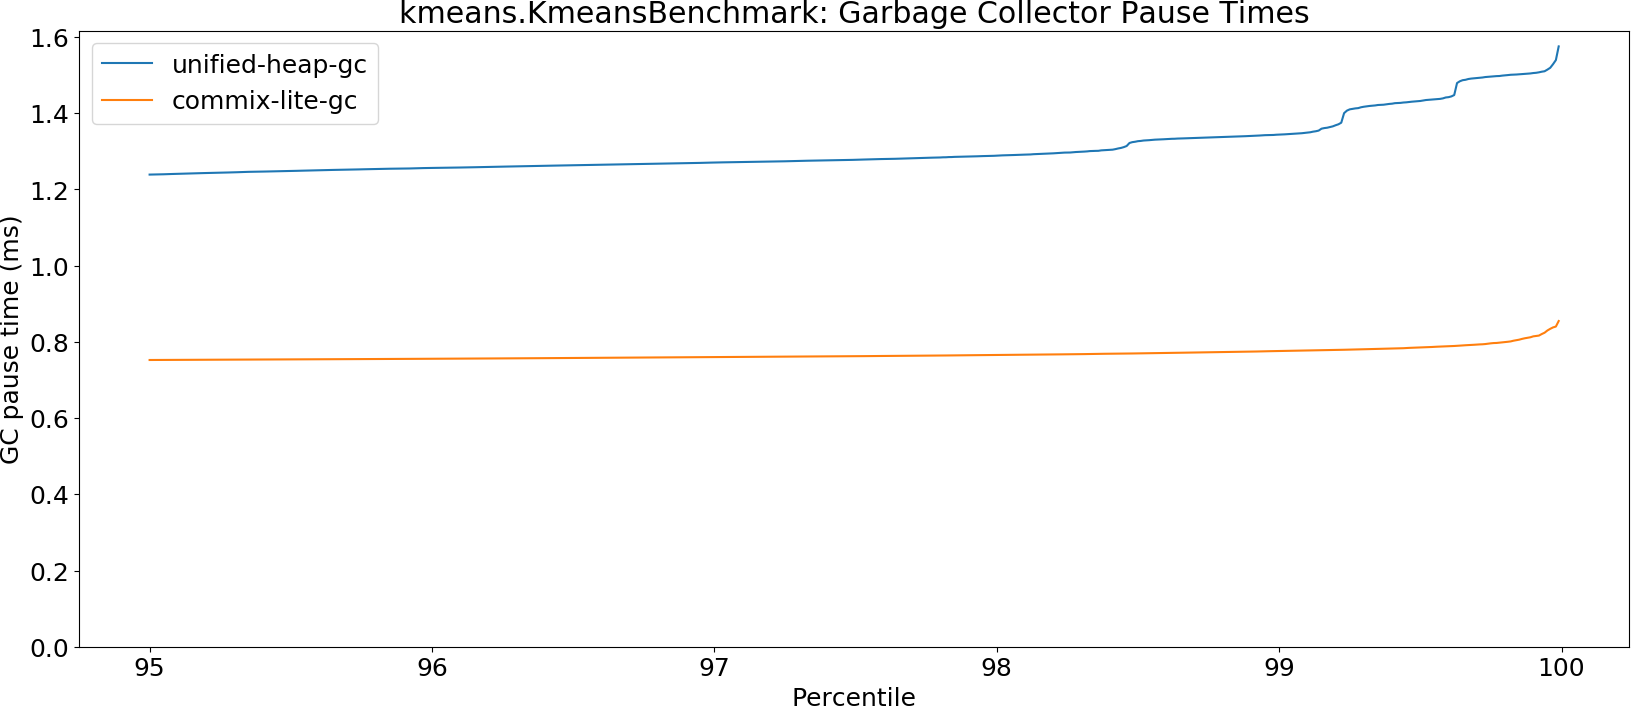 kmeans.KmeansBenchmark: Garbage Collector Pause Times
unified-heap-gc
commix-lite-gc
GC pause time (ms)
1.6
1.4
1.2
1.0
0.8
0.6
0.4
0.2
0.0
95 96 97 98 99 100
Percentile